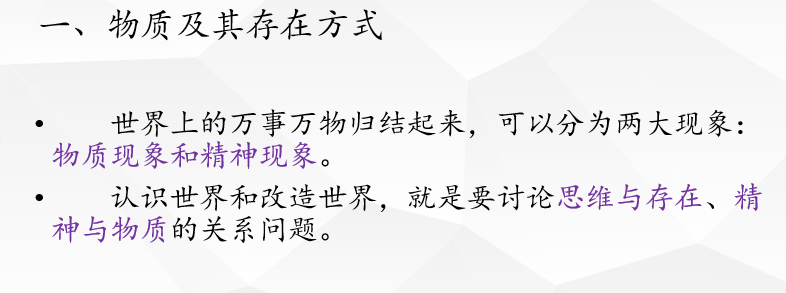 一、物质及其存在方式
• 世界上的万事万物归结起来，可以分为两大现象：
物质现象和精神现象。
• 认识世界和改造世界，就是要讨论思维与存在、精
神与物质的关系问题。